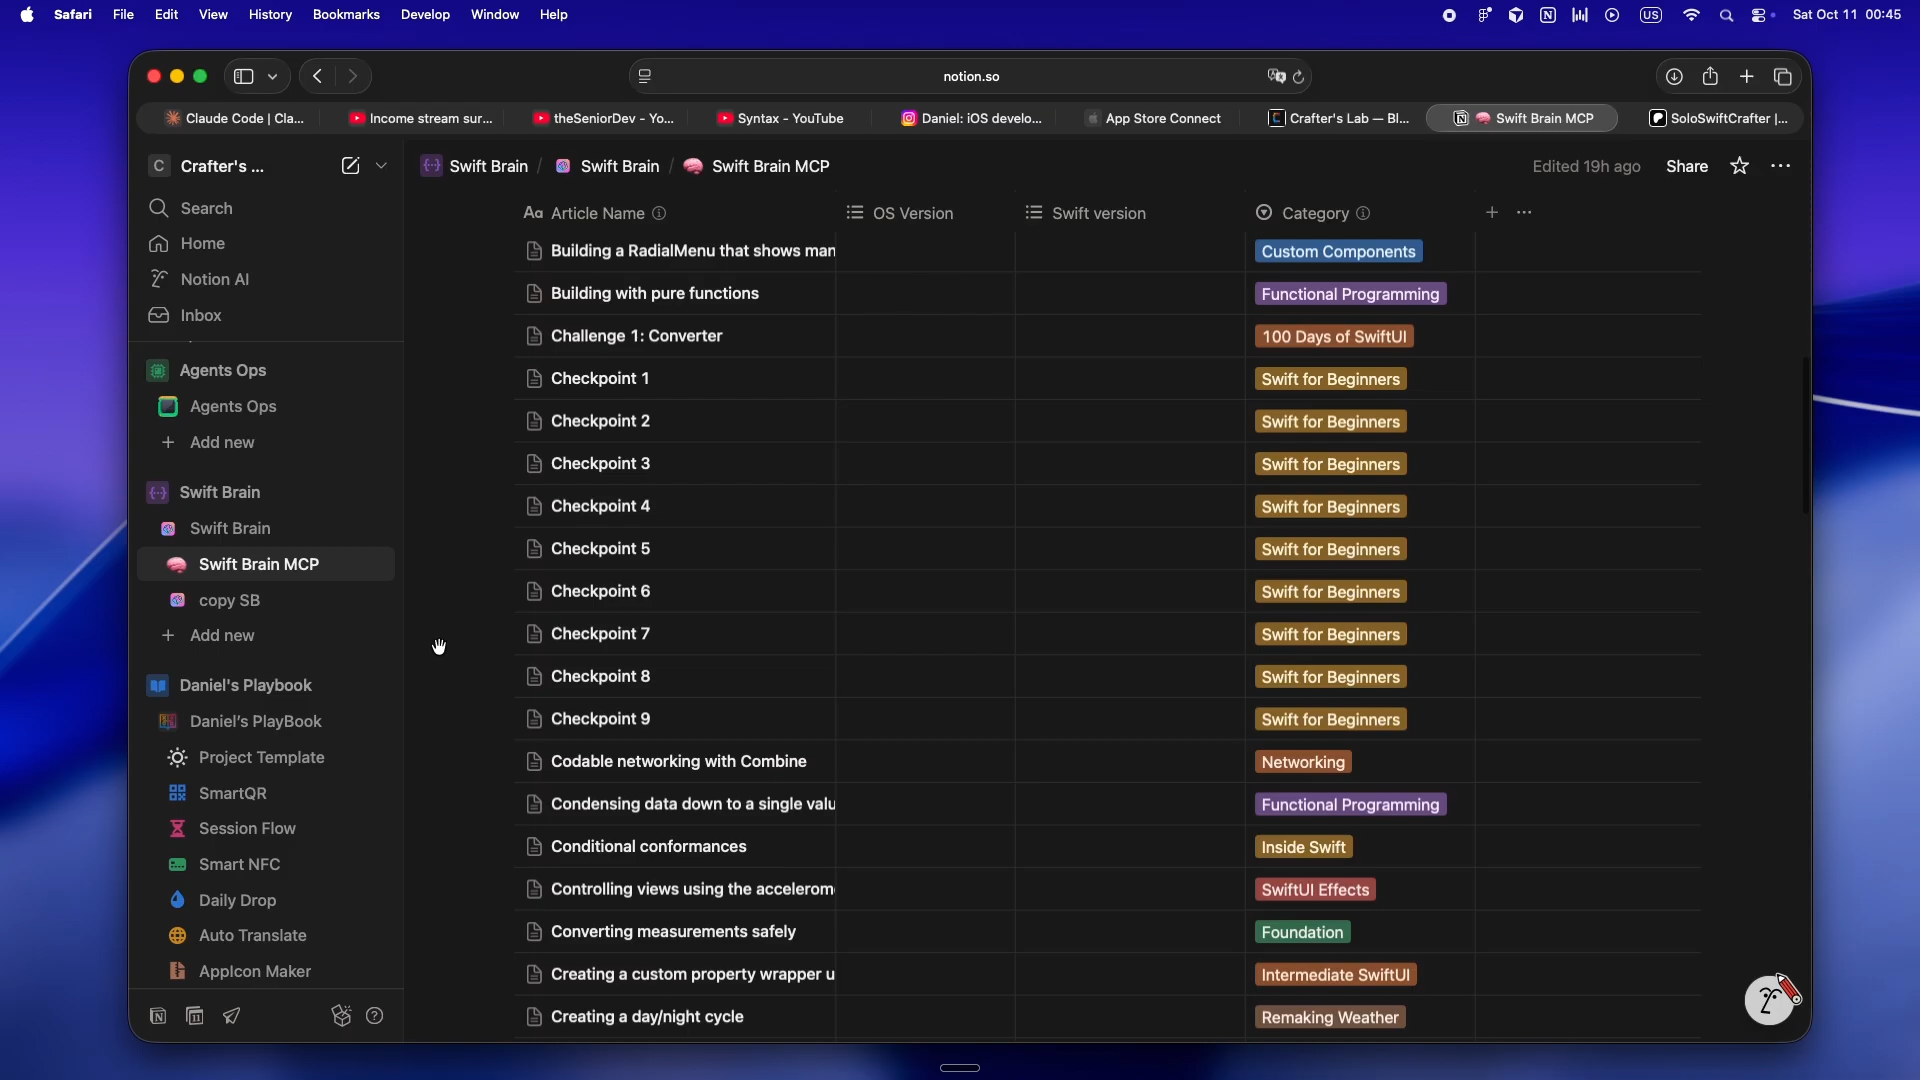 Safari File Edit View History Bookmarks Develop Window Help US Sat Oct 11 00:45
notion.so
Claude Code | Cla... Income stream sur... theSeniorDev - Yo... Syntax - YouTube Daniel: iOS develo... App Store Connect Crafter's Lab — Bl... Swift Brain MCP SoloSwiftCrafter |...
C Crafter's ...
Swift Brain / Swift Brain / Swift Brain MCP
Edited 19h ago Share
Search
Home
Notion AI
Inbox
Agents Ops
Agents Ops
Add new
Swift Brain
Swift Brain
Swift Brain MCP
copy SB
Add new
Daniel's Playbook
Daniel's PlayBook
Project Template
SmartQR
Session Flow
Smart NFC
Daily Drop
Auto Translate
AppIcon Maker
Aa Article Name OS Version Swift version Category
Building a RadialMenu that shows man Custom Components
Building with pure functions Functional Programming
Challenge 1: Converter 100 Days of SwiftUI
Checkpoint 1 Swift for Beginners
Checkpoint 2 Swift for Beginners
Checkpoint 3 Swift for Beginners
Checkpoint 4 Swift for Beginners
Checkpoint 5 Swift for Beginners
Checkpoint 6 Swift for Beginners
Checkpoint 7 Swift for Beginners
Checkpoint 8 Swift for Beginners
Checkpoint 9 Swift for Beginners
Codable networking with Combine Networking
Condensing data down to a single valu Functional Programming
Conditional conformances Inside Swift
Controlling views using the accelerom SwiftUI Effects
Converting measurements safely Foundation
Creating a custom property wrapper u Intermediate SwiftUI
Creating a day/night cycle Remaking Weather